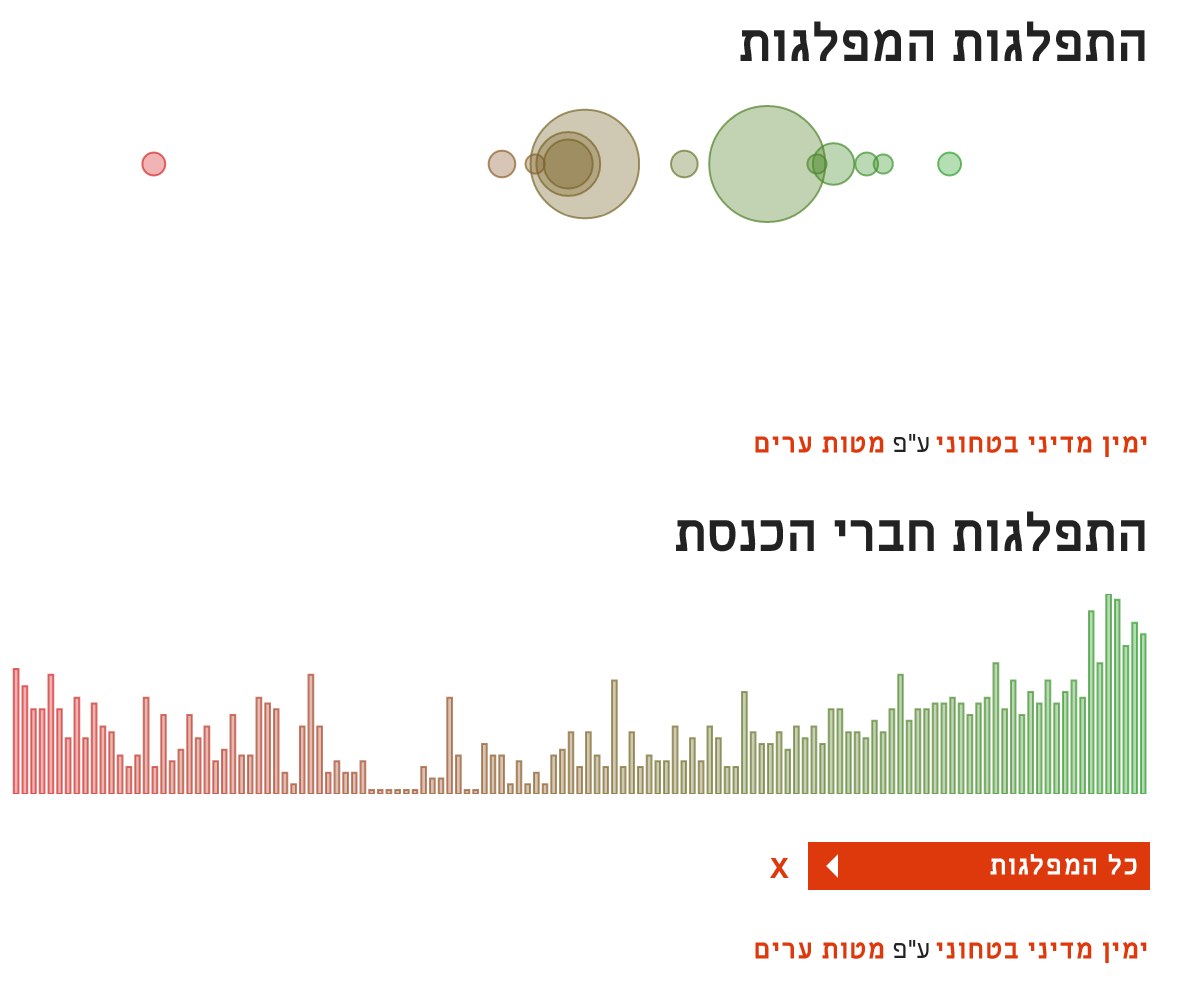 התפלגות המפלגות
ימין מדיני בטחוני ע"פ מטות ערים
התפלגות חברי הכנסת
כל המפלגות
X
ימין מדיני בטחוני ע"פ מטות ערים